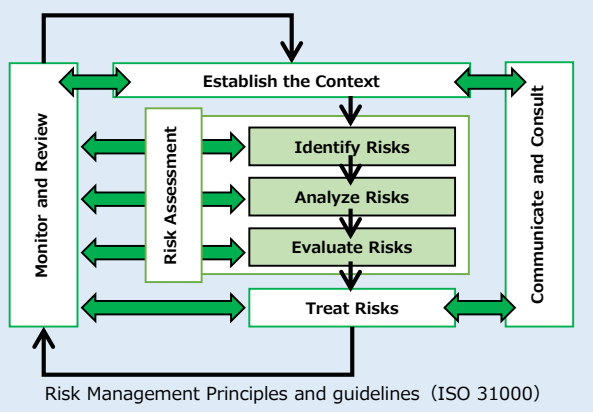 Establish the Context
Monitor and Review
Risk Assessment
Identify Risks
Analyze Risks
Evaluate Risks
Treat Risks
Communicate and Consult
Risk Management Principles and guidelines（ISO 31000）